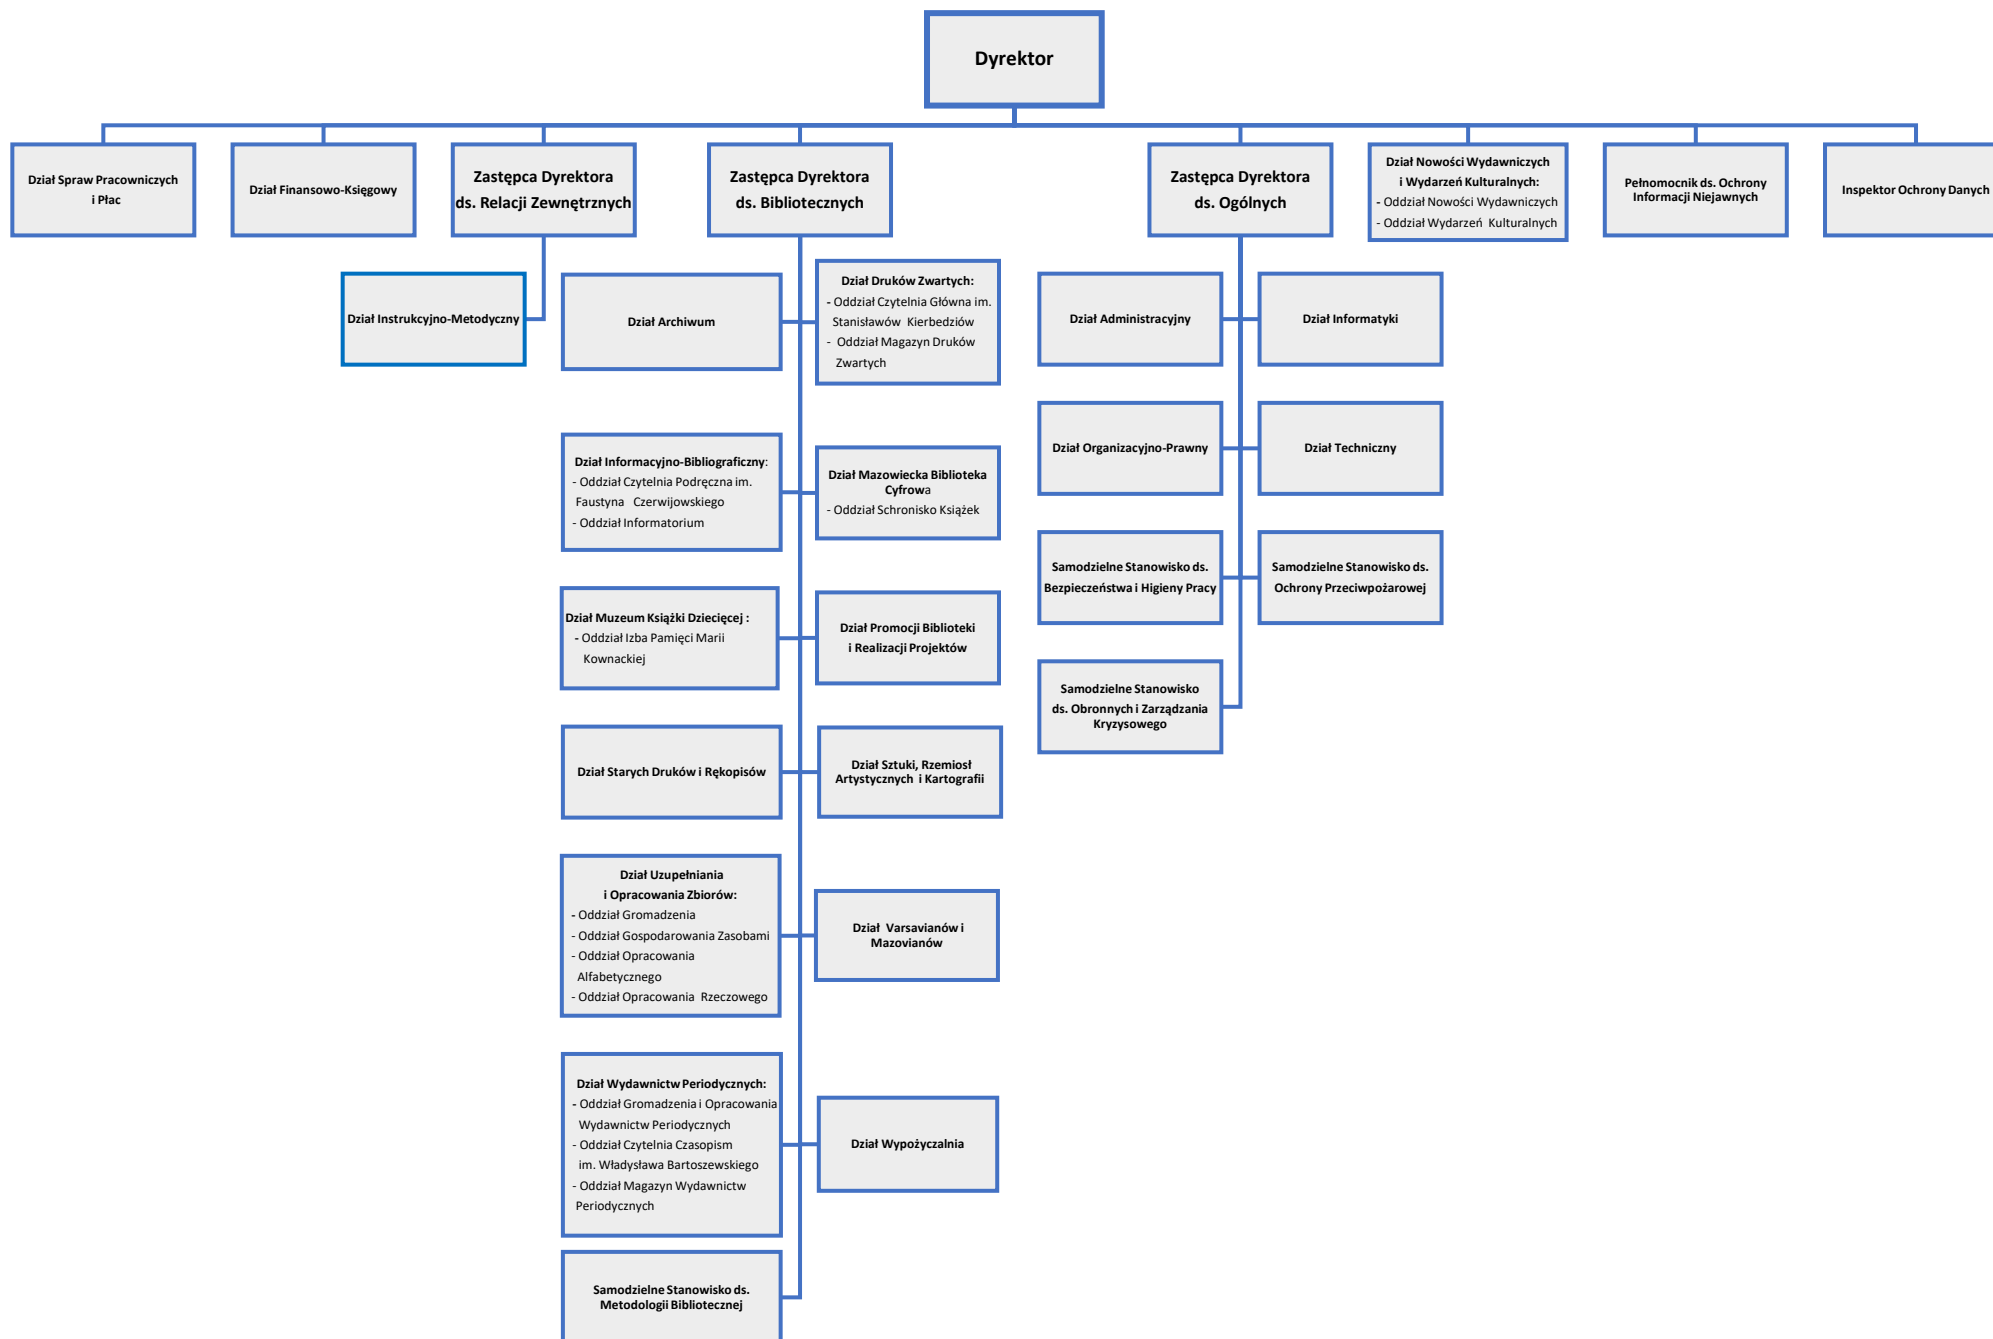 Dyrektor
Dział Spraw Pracowniczych
i Płac
Dział Finansowo-Księgowy
Zastępca Dyrektora
ds. Relacji Zewnętrznych
Zastępca Dyrektora
ds. Bibliotecznych
Zastępca Dyrektora
ds. Ogólnych
Dział Nowości Wydawniczych
i Wydarzeń Kulturalnych:
- Oddział Nowości Wydawniczych
- Oddział Wydarzeń Kulturalnych
Pełnomocnik ds. Ochrony
Informacji Niejawnych
Inspektor Ochrony Danych
Dział Instrukcyjno-Metodyczny
Dział Archiwum
Dział Druków Zwartych:
- Oddział Czytelnia Główna im.
Stanisławów Kierbedziów
- Oddział Magazyn Druków
Zwartych
Dział Administracyjny
Dział Informatyki
Dział Informacyjno-Bibliograficzny:
- Oddział Czytelnia Podręczna im.
Faustyna Czerwijowskiego
- Oddział Informatorium
Dział Mazowiecka Biblioteka
Cyfrowa
- Oddział Schronisko Książek
Dział Organizacyjno-Prawny
Dział Techniczny
Samodzielne Stanowisko ds.
Bezpieczeństwa i Higieny Pracy
Samodzielne Stanowisko ds.
Ochrony Przeciwpożarowej
Dział Muzeum Książki Dziecięcej :
- Oddział Izba Pamięci Marii
Kownackiej
Dział Promocji Biblioteki
i Realizacji Projektów
Samodzielne Stanowisko
ds. Obronnych i Zarządzania
Kryzysowego
Dział Starych Druków i Rękopisów
Dział Sztuki, Rzemiosł
Artystycznych i Kartografii
Dział Uzupełniania
i Opracowania Zbiorów:
- Oddział Gromadzenia
- Oddział Gospodarowania Zasobami
- Oddział Opracowania
Alfabetycznego
- Oddział Opracowania Rzeczowego
Dział Varsavianów i
Mazovianów
Dział Wydawnictw Periodycznych:
- Oddział Gromadzenia i Opracowania
Wydawnictw Periodycznych
- Oddział Czytelnia Czasopism
im. Władysława Bartoszewskiego
- Oddział Magazyn Wydawnictw
Periodycznych
Dział Wypożyczalnia
Samodzielne Stanowisko ds.
Metodologii Bibliotecznej